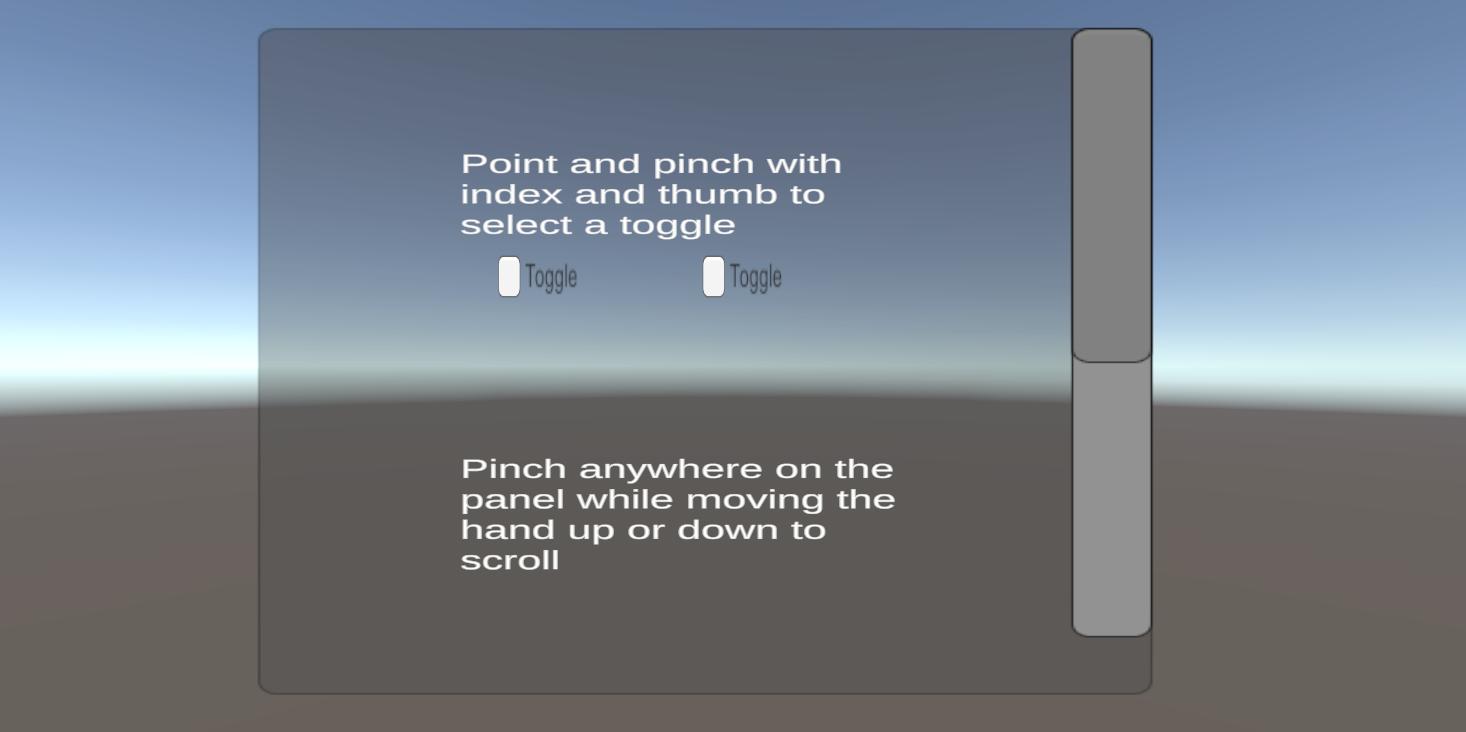 Point and pinch with
index and thumb to
select a toggle
Toggle Toggle
Pinch anywhere on the
panel while moving the
hand up or down to
scroll